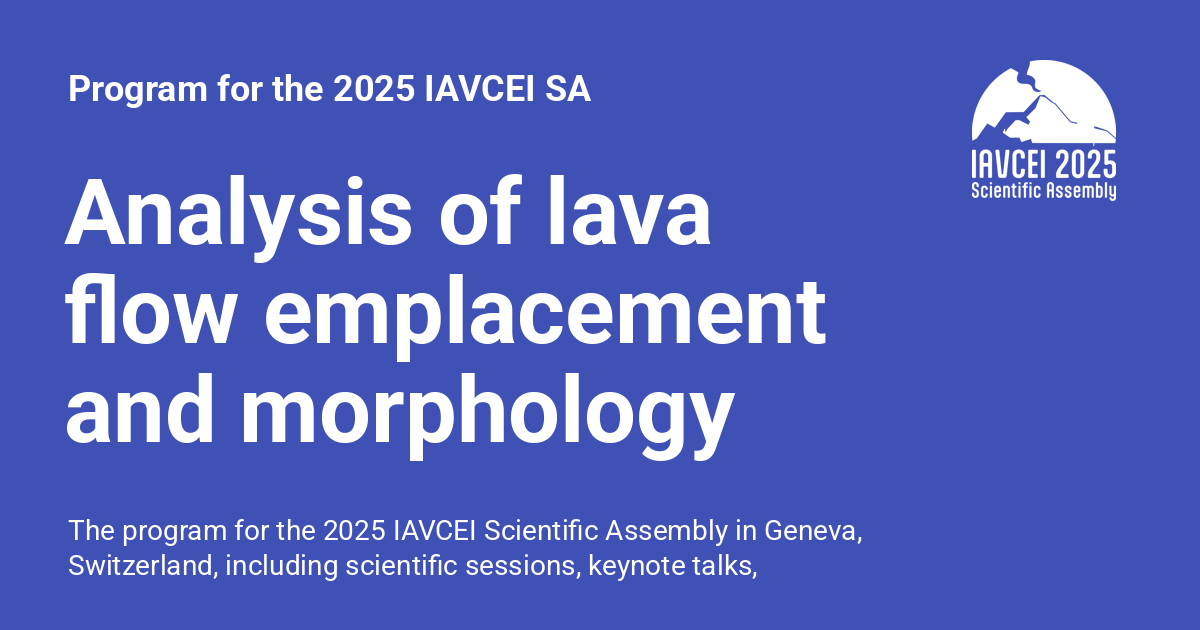 Program for the 2025 IAVCEI SA
IAVCEI 2025
Scientific Assembly
Analysis of lava
flow emplacement
and morphology
The program for the 2025 IAVCEI Scientific Assembly in Geneva,
Switzerland, including scientific sessions, keynote talks,